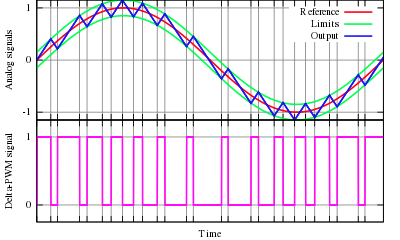 Reference
Limits
Output
Analog signals
1
0
-1
Delta-PWM signal
1
0
Time